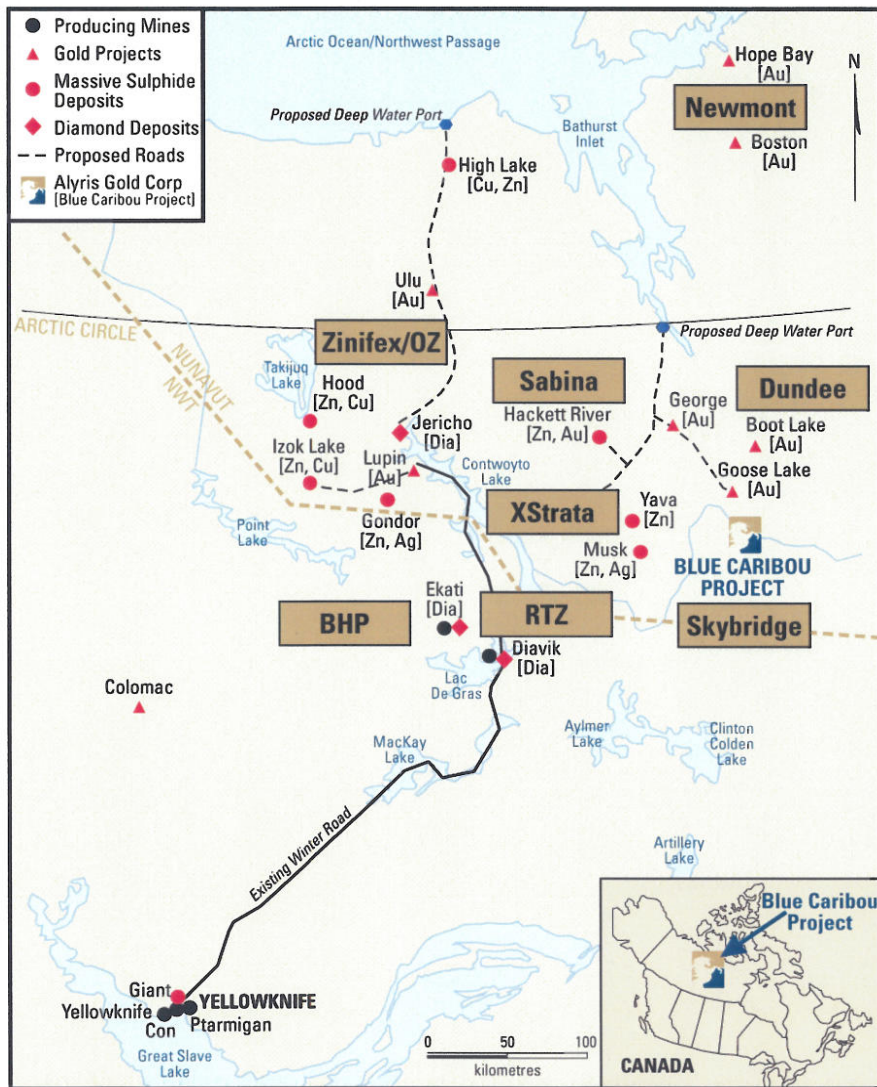 Producing Mines
Gold Projects
Massive Sulphide
Deposits
Diamond Deposits
Proposed Roads
Alyris Gold Corp
[Blue Caribou Project]
Arctic Ocean/Northwest Passage
Hope Bay
[Au]
N
Newmont
Proposed Deep Water Port
Bathurst
Inlet
Boston
[Au]
High Lake
[Cu, Zn]
Ulu
[Au]
ARCTIC CIRCLE
NUNAVUT
NWT
Zinifex/OZ
Proposed Deep Water Port
Takijuq
Lake
Hood
[Zn, Cu]
Sabina
Dundee
Hackett River
[Zn, Au]
George
[Au]
Boot Lake
[Au]
Jericho
[Dia]
Izok Lake
[Zn, Cu]
Lupin
[Au]
Contwoyto
Lake
Goose Lake
[Au]
Gondor
[Zn, Ag]
XStrata
Yava
[Zn]
Point
Lake
Musk
[Zn, Ag]
BLUE CARIBOU
PROJECT
Ekati
[Dia]
BHP
RTZ
Skybridge
Diavik
[Dia]
Lac
De Gras
Colomac
Aylmer
Lake
Clinton
Colden
Lake
MacKay
Lake
Existing Winter Road
Artillery
Lake
Blue Caribou
Project
CANADA
Giant
YELLOWKNIFE
Yellowknife
Con
Ptarmigan
Great Slave
Lake
0 50 100
kilometres